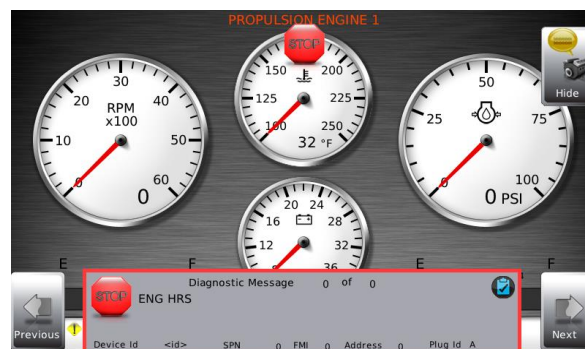 PROPULSION ENGINE 1
STOP
RPM
x100
0 10 20 30 40 50 60
0
100 125 150 200 225 250
32 °F
0 25 50 75 100
0 PSI
12 16 20 24 28 32 36
Hide
E F
E F
Previous
Next
STOP
Diagnostic Message 0 of 0
ENG HRS
Device Id <id> SPN 0 FMI 0 Address 0 Plug Id A